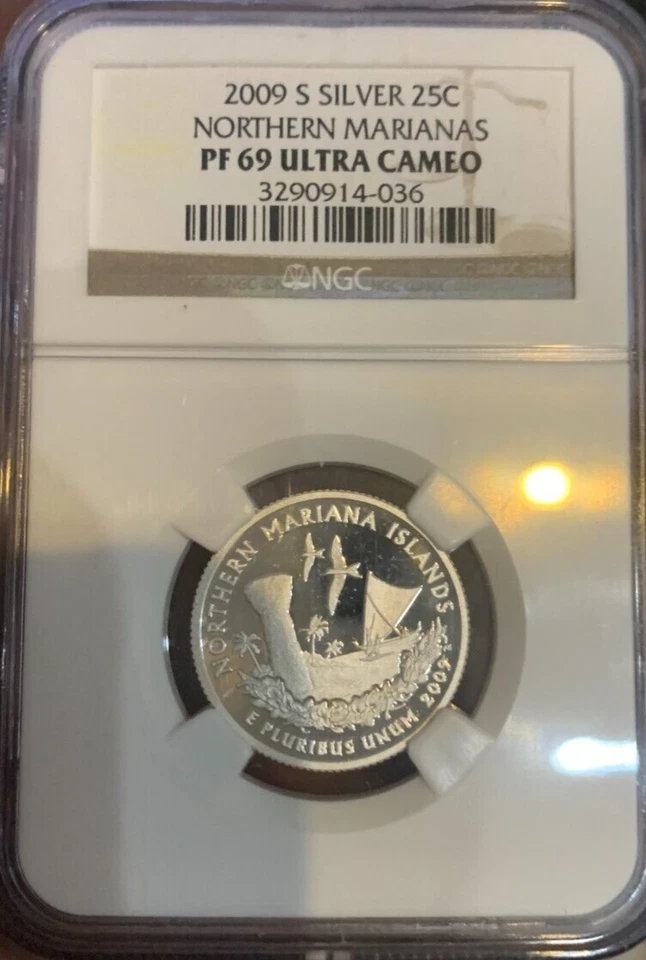 2009 S SILVER 25C
NORTHERN MARIANAS
PF 69 ULTRA CAMEO
3290914-036
NGC
NORTHERN MARIANA ISLANDS
2009
E PLURIBUS UNUM